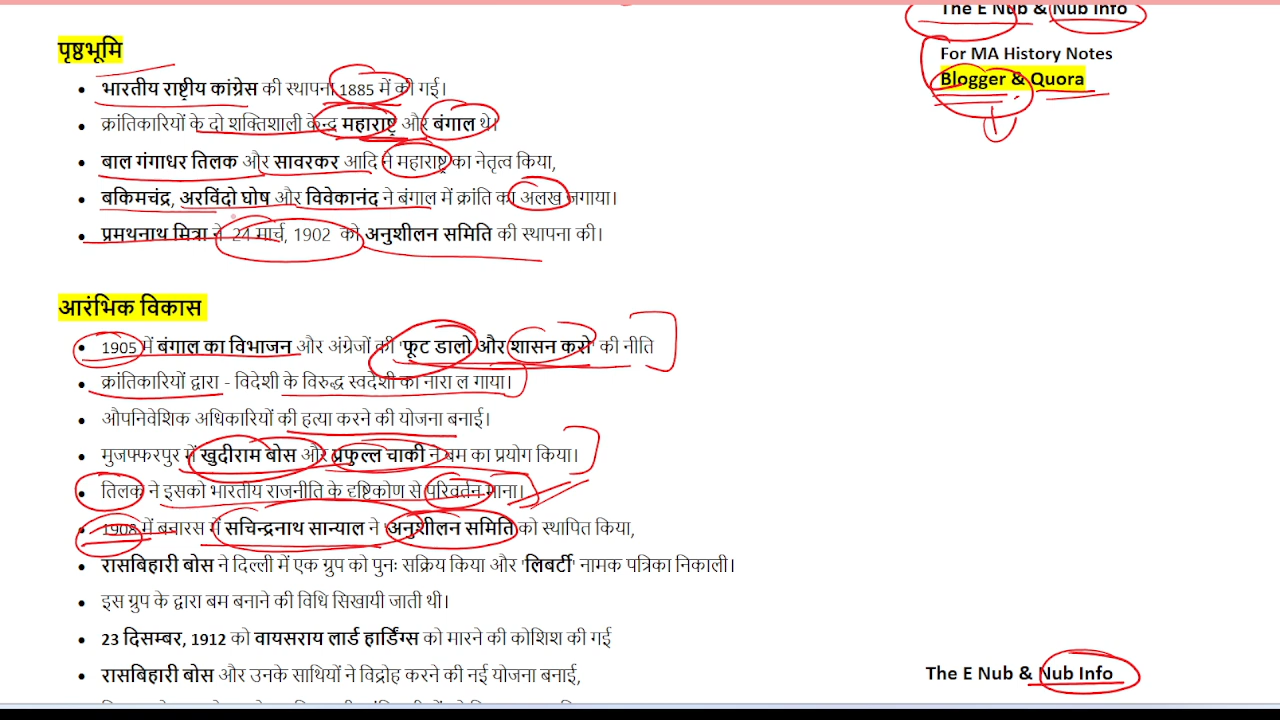 The E Nub & Nub Info
For MA History Notes
Blogger & Quora
पृष्ठभूमि
भारतीय राष्ट्रीय कांग्रेस की स्थापना 1885 में की गई।
क्रांतिकारियों के दो शक्तिशाली केन्द्र महाराष्ट्र और बंगाल थे।
बाल गंगाधर तिलक और सावरकर आदि ने महाराष्ट्र का नेतृत्व किया,
बकिमचंद्र, अरविंदो घोष और विवेकानंद ने बंगाल में क्रांति का अलख जगाया।
प्रमथनाथ मित्रा ने 24 मार्च, 1902 को अनुशीलन समिति की स्थापना की।
आरंभिक विकास
1905 में बंगाल का विभाजन और अंग्रेजों की 'फूट डालो और शासन करो' की नीति
क्रांतिकारियों द्वारा - विदेशी के विरुद्ध स्वदेशी का नारा ल गाया।
औपनिवेशिक अधिकारियों की हत्या करने की योजना बनाई।
मुजफ्फरपुर में खुदीराम बोस और प्रफुल्ल चाकी ने बम का प्रयोग किया।
तिलक ने इसको भारतीय राजनीति के दृष्टिकोण से परिवर्तन माना।
1908 में बनारस में सचिन्द्रनाथ सान्याल ने 'अनुशीलन समिति को स्थापित किया,
रासबिहारी बोस ने दिल्ली में एक ग्रुप को पुनः सक्रिय किया और 'लिबर्टी' नामक पत्रिका निकाली।
इस ग्रुप के द्वारा बम बनाने की विधि सिखायी जाती थी।
23 दिसम्बर, 1912 को वायसराय लार्ड हार्डिंग्स को मारने की कोशिश की गई
रासबिहारी बोस और उनके साथियों ने विद्रोह करने की नई योजना बनाई,
The E Nub & Nub Info